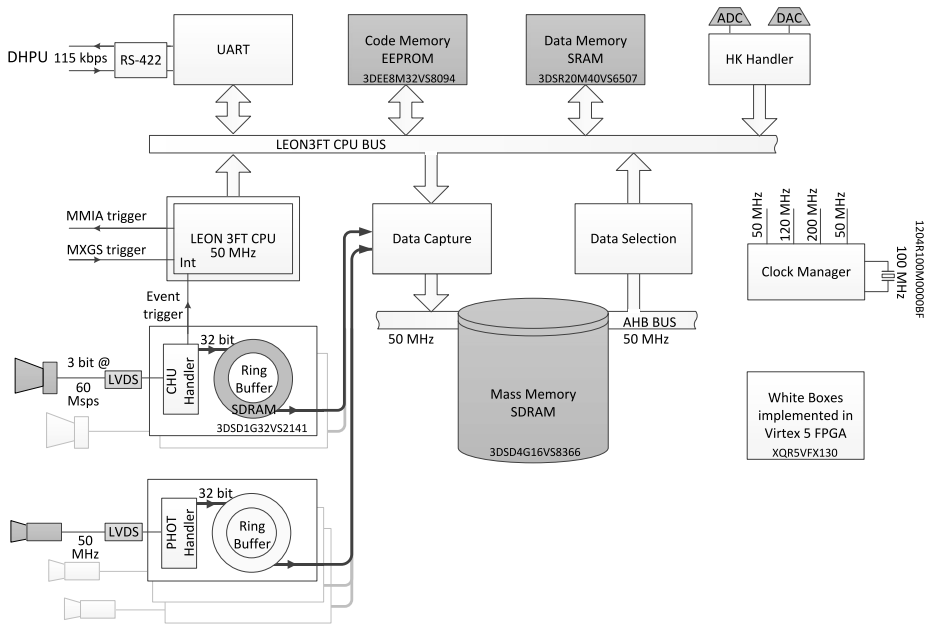 DHPU
115 kbps
RS-422
UART
Code Memory
EEPROM
3DEE8M32VS8094
Data Memory
SRAM
3DSR20M40VS6507
ADC
DAC
HK Handler
LEON3FT CPU BUS
MMIA trigger
MXGS trigger
LEON 3FT CPU
50 MHz
Int
Data Capture
Data Selection
50 MHz
120 MHz
200 MHz
50 MHz
Clock Manager
100 MHz
1204R100M0000BF
Event
trigger
50 MHz
AHB BUS
50 MHz
3 bit @
60
Msps
LVDS
CHU
Handler
32 bit
Ring
Buffer
SDRAM
3DSD1G32VS2141
Mass Memory
SDRAM
3DSD4G16VS8366
White Boxes
implemented in
Virtex 5 FPGA
XQR5VFX130
50
MHz
LVDS
PHOT
Handler
32 bit
Ring
Buffer